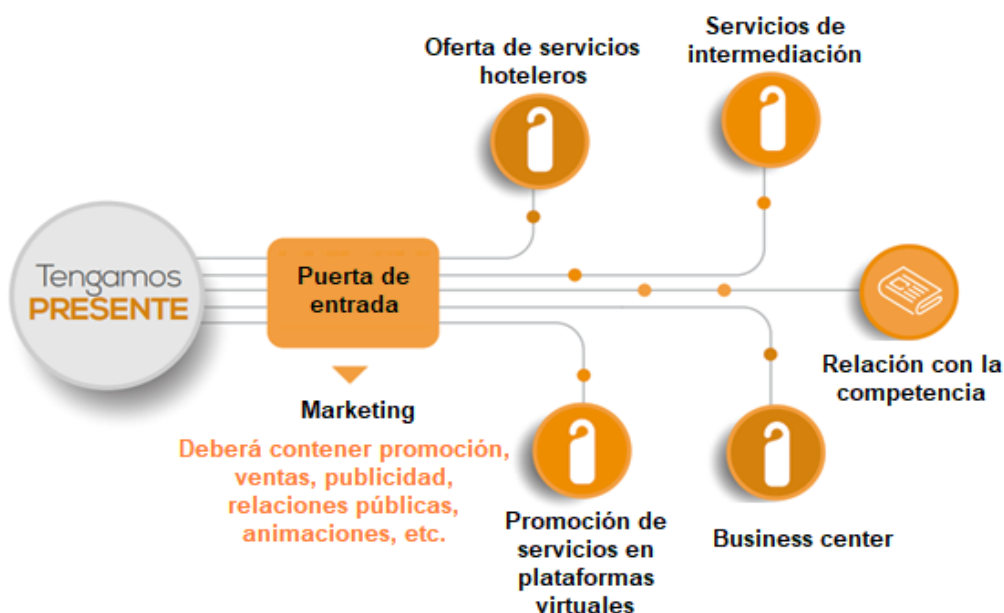 Tengamos
PRESENTE
Puerta de
entrada
Marketing
Deberá contener promoción,
ventas, publicidad,
relaciones públicas,
animaciones, etc.
Oferta de servicios
hoteleros
Servicios de
intermediación
Relación con la
competencia
Business center
Promoción de
servicios en
plataformas
virtuales